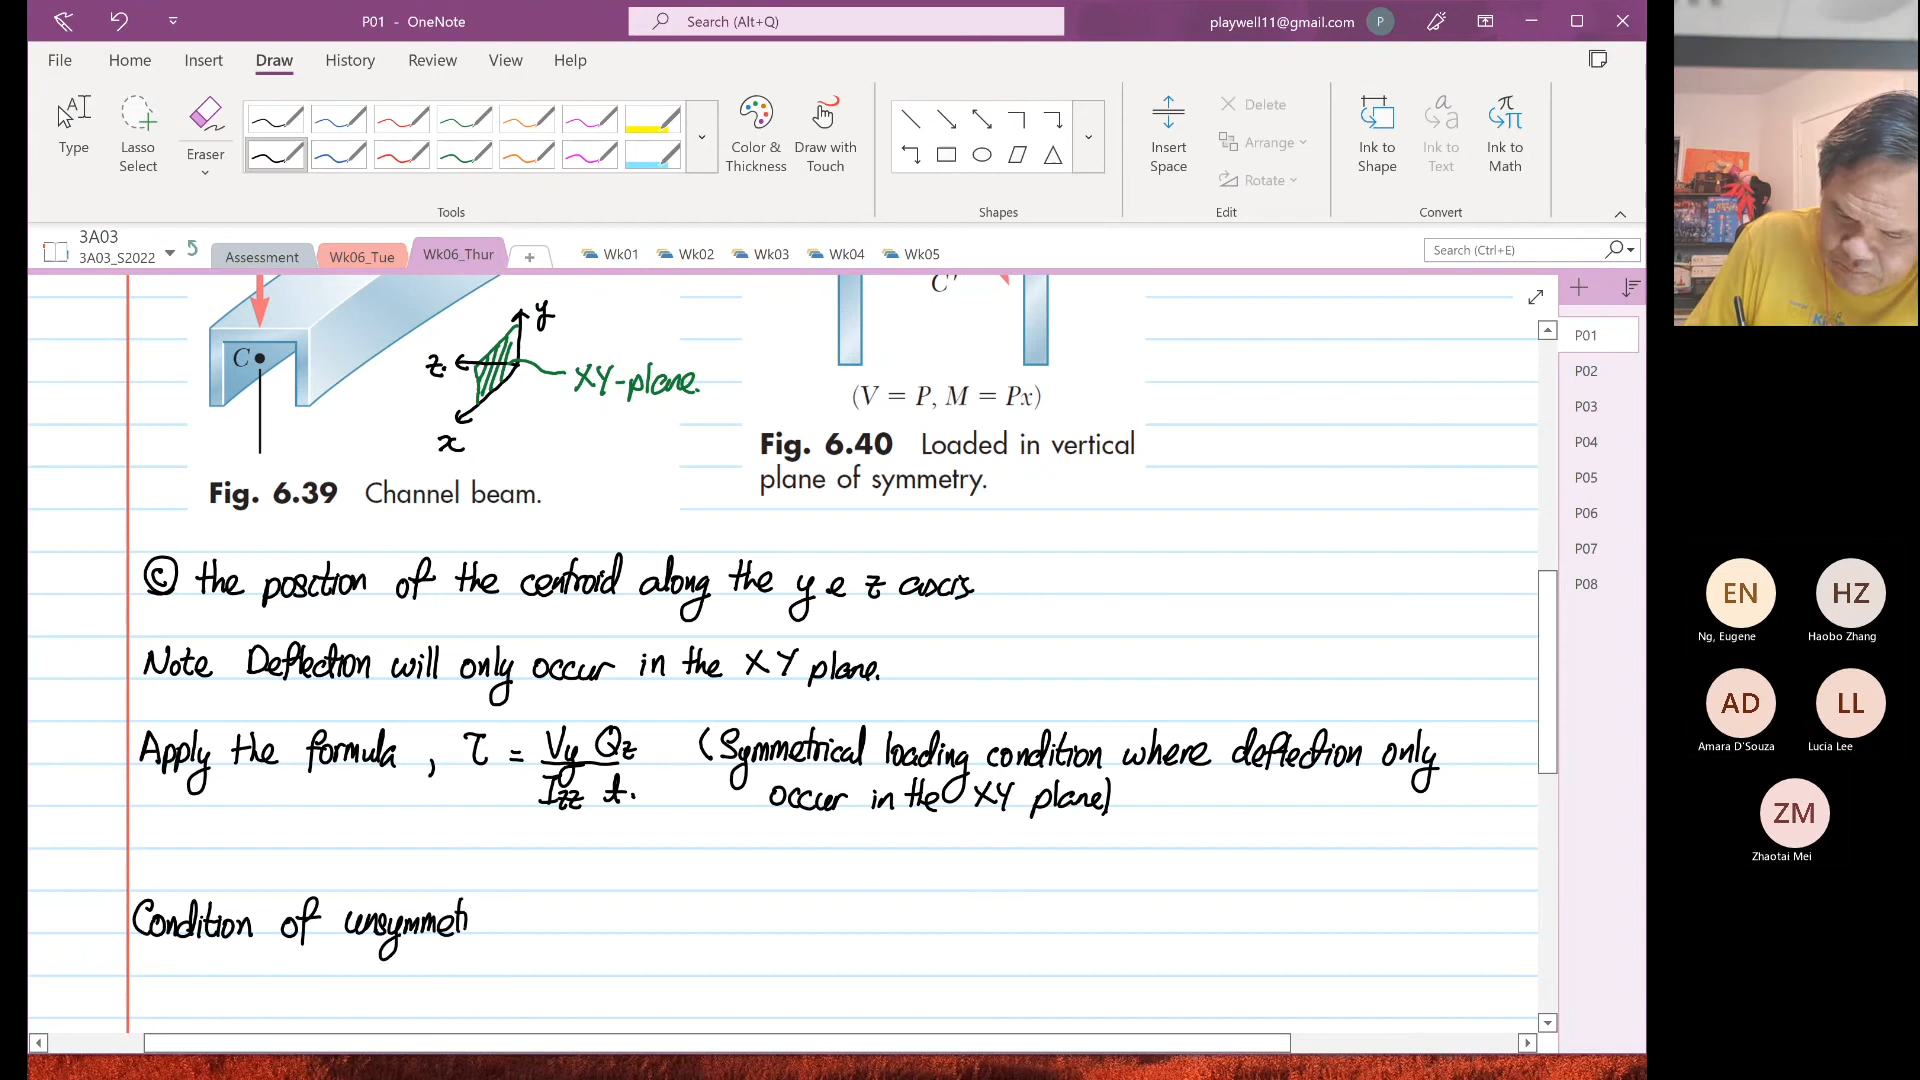 P01 - OneNote
Search (Alt+Q)
playwell11@gmail.com
P
File
Home
Insert
Draw
History
Review
View
Help
Type
Lasso
Select
Eraser
Color &
Thickness
Draw with
Touch
Insert
Space
Delete
Arrange
Rotate
Ink to
Shape
Ink to
Text
Ink to
Math
Tools
Shapes
Edit
Convert
3A03
3A03_S2022
Assessment
Wk06_Tue
Wk06_Thur
Wk01
Wk02
Wk03
Wk04
Wk05
Search (Ctrl+E)
C
y
z
x
XY-plane.
C'
(V = P, M = Px)
Fig. 6.39 Channel beam.
Fig. 6.40 Loaded in vertical
plane of symmetry.
© the position of the centroid along the y & z axis
Note Deflection will only occur in the XY plane.
Apply the formula, τ = Vy Qz / Izz t. (Symmetrical loading condition where deflection only
occur in the XY plane)
Condition of unsymmet
P01
P02
P03
P04
P05
P06
P07
P08
EN
Ng, Eugene
HZ
Haobo Zhang
AD
Amara D'Souza
LL
Lucia Lee
ZM
Zhaotai Mei